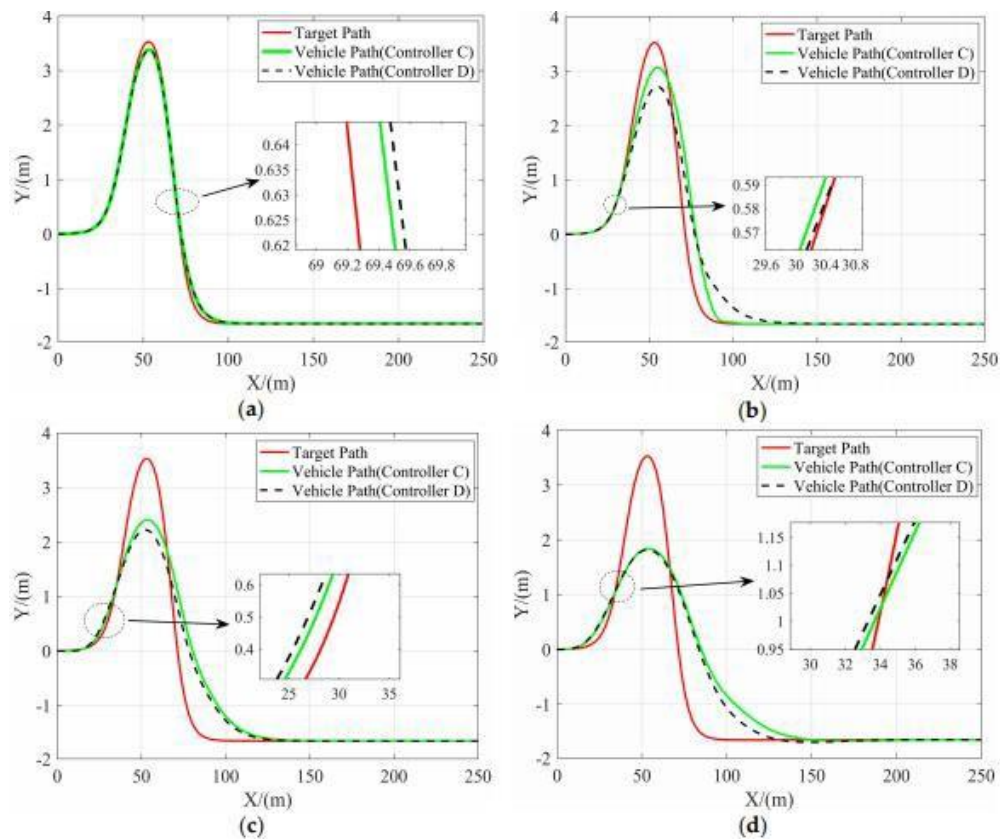 4
3
2
1
0
-1
-2
Y/(m)
Target Path
Vehicle Path(Controller C)
Vehicle Path(Controller D)
0.64
0.635
0.63
0.625
0.62
69 69.2 69.4 69.6 69.8
0 50 100 150 200 250
X/(m)
(a)
4
3
2
1
0
-1
-2
Y/(m)
Target Path
Vehicle Path(Controller C)
Vehicle Path(Controller D)
0.59
0.58
0.57
29.6 30 30.4 30.8
0 50 100 150 200 250
X/(m)
(b)
4
3
2
1
0
-1
-2
Y/(m)
Target Path
Vehicle Path(Controller C)
Vehicle Path(Controller D)
0.6
0.5
0.4
25 30 35
0 50 100 150 200 250
X/(m)
(c)
4
3
2
1
0
-1
-2
Y/(m)
Target Path
Vehicle Path(Controller C)
Vehicle Path(Controller D)
1.15
1.1
1.05
1
0.95
30 32 34 36 38
0 50 100 150 200 250
X/(m)
(d)